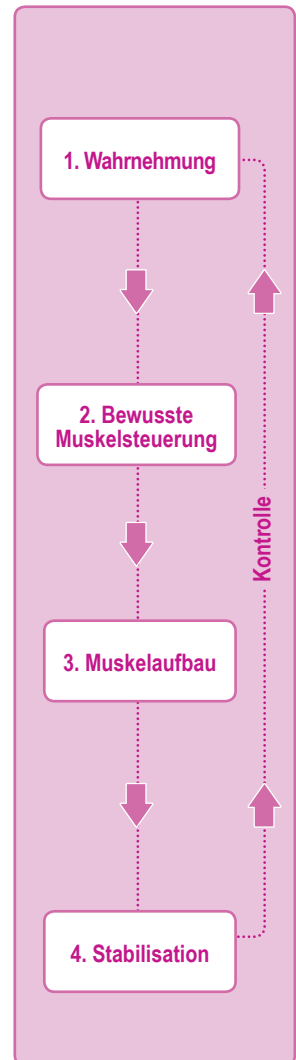 1. Wahrnehmung
2. Bewusste
Muskelsteuerung
Kontrolle
3. Muskelaufbau
4. Stabilisation